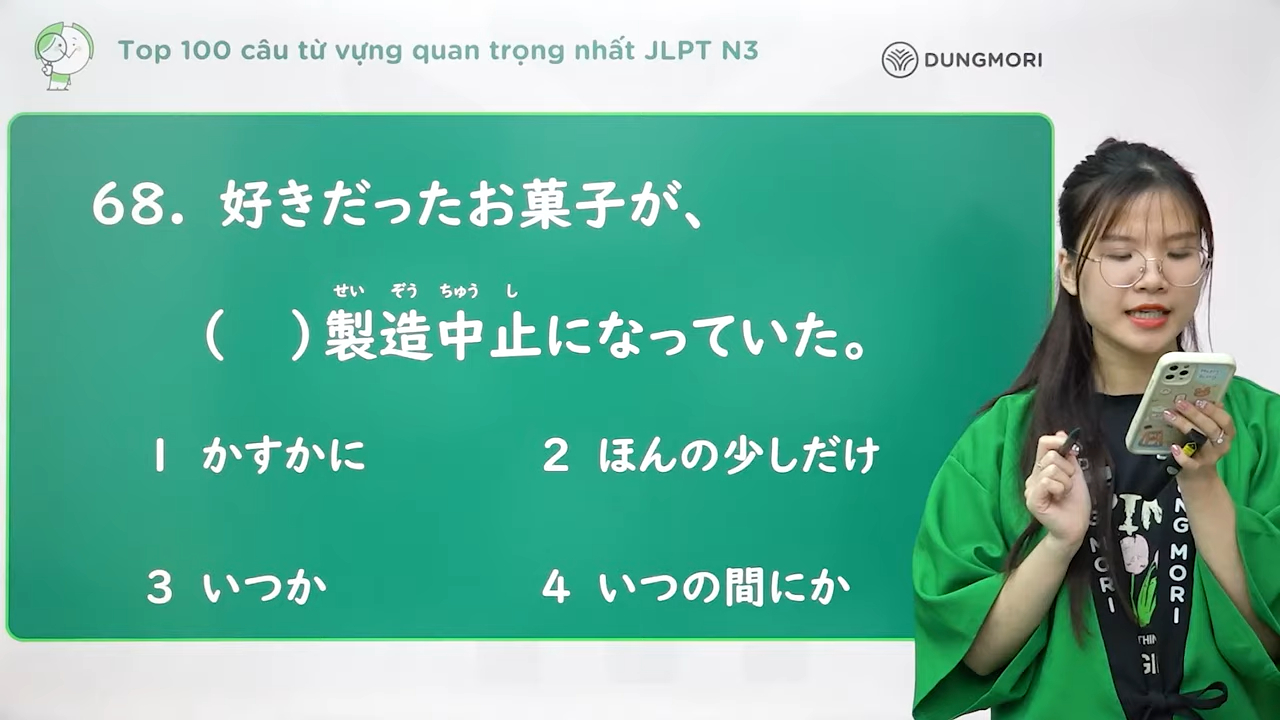 Top 100 câu từ vựng quan trọng nhất JLPT N3
DUNGMORI
68. 好きだったお菓子が、
せい ぞう ちゅう し
( )製造中止になっていた。
1 かすかに
2 ほんの少しだけ
3 いつか
4 いつの間にか